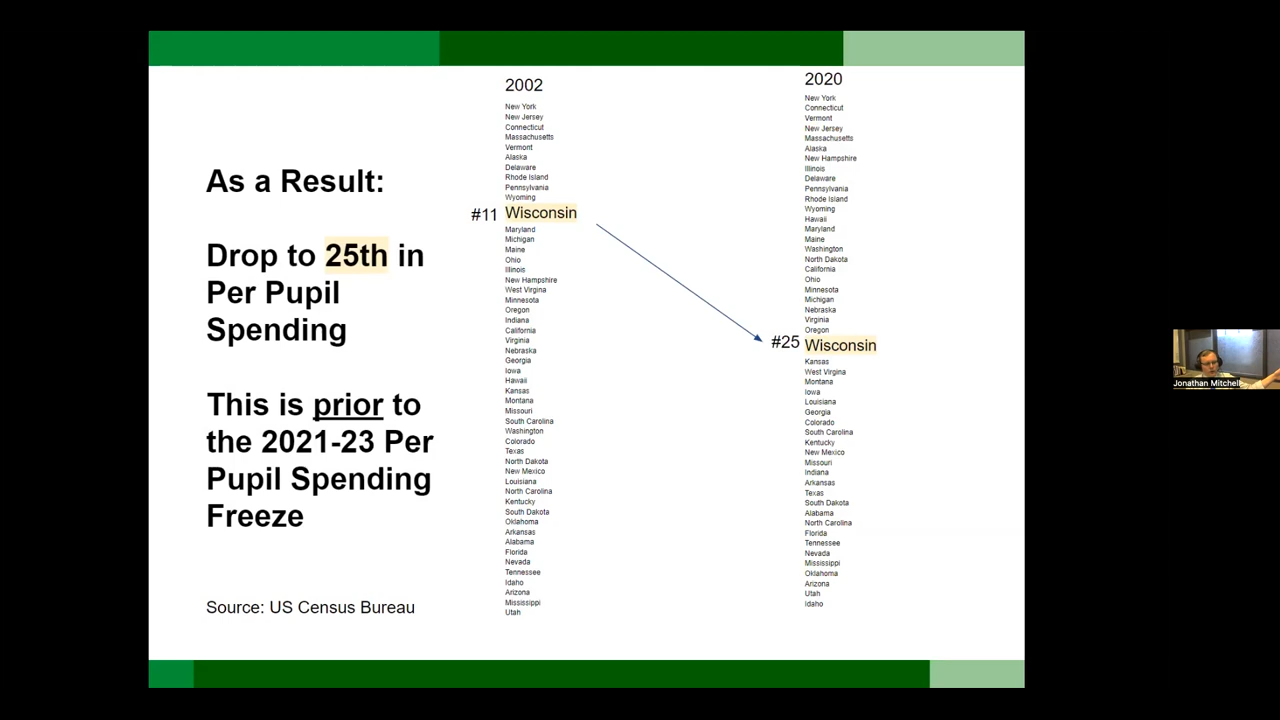 As a Result:
Drop to 25th in
Per Pupil
Spending
This is prior to
the 2021-23 Per
Pupil Spending
Freeze
Source: US Census Bureau
2002
New York
New Jersey
Connecticut
Massachusetts
Vermont
Alaska
Delaware
Rhode Island
Pennsylvania
Wyoming
#11 Wisconsin
Maryland
Michigan
Maine
Ohio
Illinois
New Hampshire
West Virgina
Minnesota
Oregon
Indiana
California
Virginia
Nebraska
Georgia
Iowa
Hawaii
Kansas
Montana
Missouri
South Carolina
Washington
Colorado
Texas
North Dakota
New Mexico
Louisiana
North Carolina
Kentucky
South Dakota
Oklahoma
Arkansas
Alabama
Florida
Nevada
Tennessee
Idaho
Arizona
Mississippi
Utah
2020
New York
Connecticut
Vermont
New Jersey
Massachusetts
Alaska
New Hampshire
Illinois
Delaware
Pennsylvania
Rhode Island
Wyoming
Hawaii
Maryland
Maine
Washington
North Dakota
California
Ohio
Minnesota
Michigan
Nebraska
Virginia
Oregon
#25 Wisconsin
Kansas
West Virgina
Montana
Iowa
Louisiana
Georgia
Colorado
South Carolina
Kentucky
New Mexico
Missouri
Indiana
Arkansas
Texas
South Dakota
Alabama
North Carolina
Florida
Tennessee
Nevada
Mississippi
Oklahoma
Arizona
Utah
Idaho
Jonathan Mitchell